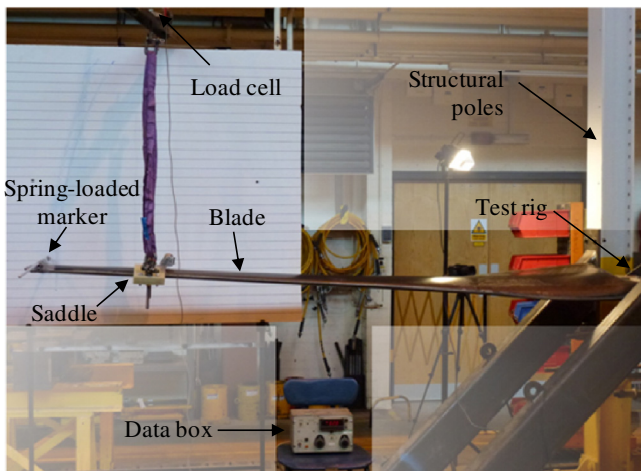 Load cell
Structural
poles
Spring-loaded
marker
Blade
Test rig
Saddle
Data box